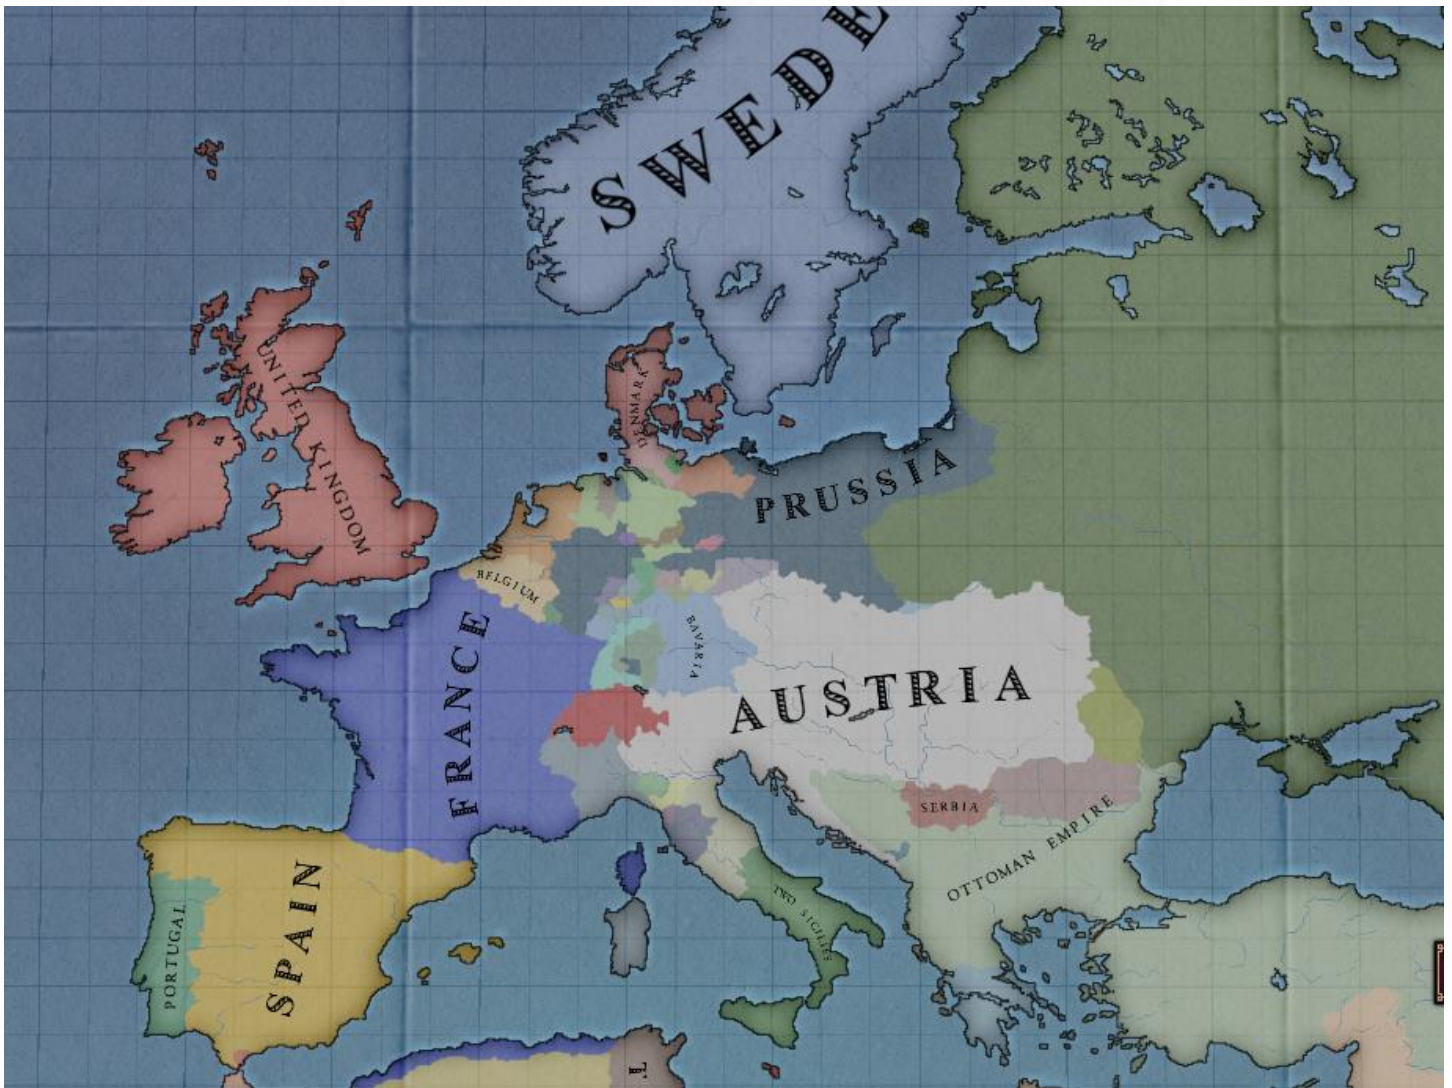 SWEDE
UNITED KINGDOM
DENMARK
PRUSSIA
BELGIUM
BAVARIA
FRANCE
AUSTRIA
SERBIA
OTTOMAN EMPIRE
TWO SICILIES
PORTUGAL
SPAIN
T